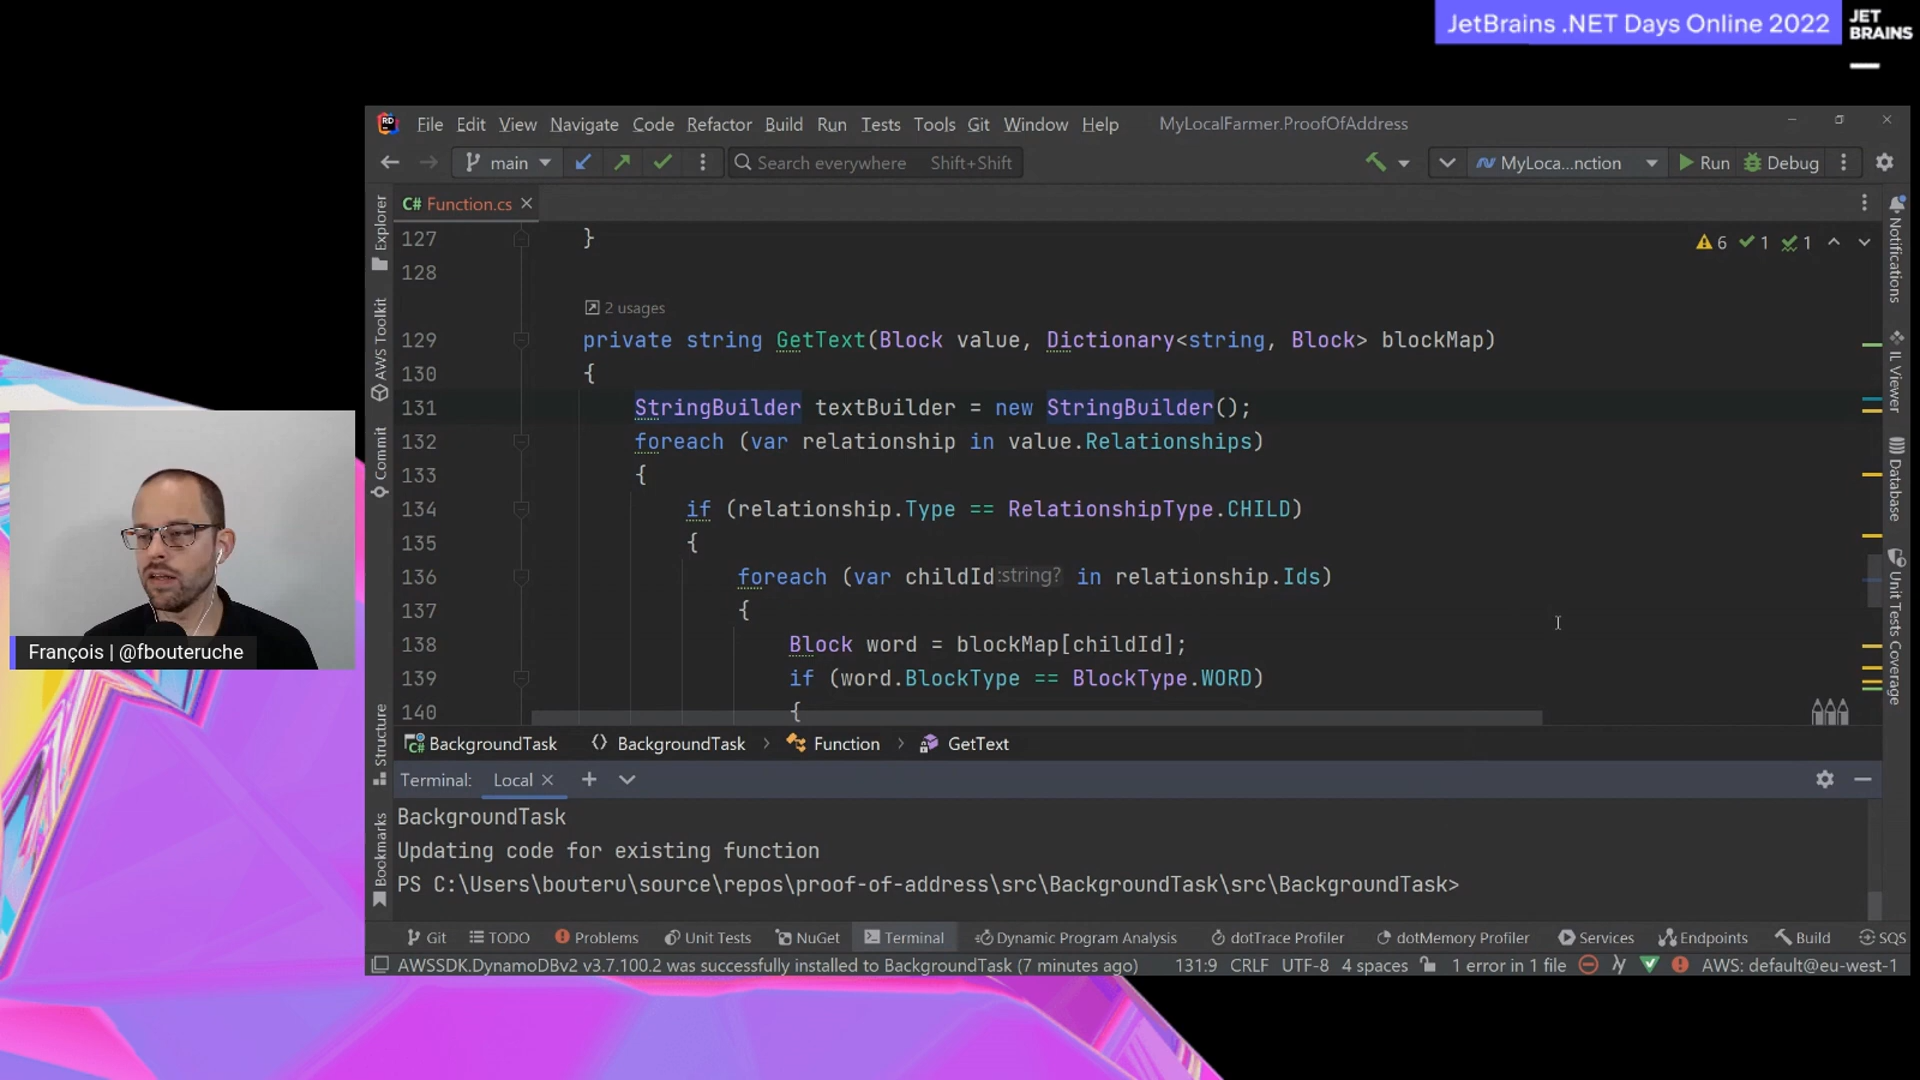 JetBrains .NET Days Online 2022
JET
BRAINS
RD
File Edit View Navigate Code Refactor Build Run Tests Tools Git Window Help MyLocalFarmer.ProofOfAddress
main Search everywhere Shift+Shift MyLoca...nction Run Debug
C# Function.cs
Explorer
AWS Toolkit
Commit
Structure
Bookmarks
Notifications
IL Viewer
Database
Unit Tests Coverage
6 1 1
127 }
128
2 usages
129 private string GetText(Block value, Dictionary<string, Block> blockMap)
130 {
131 StringBuilder textBuilder = new StringBuilder();
132 foreach (var relationship in value.Relationships)
133 {
134 if (relationship.Type == RelationshipType.CHILD)
135 {
136 foreach (var childId:string? in relationship.Ids)
137 {
138 Block word = blockMap[childId];
139 if (word.BlockType == BlockType.WORD)
140 {
François | @fbouteruche
C# BackgroundTask BackgroundTask > Function > GetText
Terminal: Local
BackgroundTask
Updating code for existing function
PS C:\Users\bouteru\source\repos\proof-of-address\src\BackgroundTask\src\BackgroundTask>
Git TODO Problems Unit Tests NuGet Terminal Dynamic Program Analysis dotTrace Profiler dotMemory Profiler Services Endpoints Build SQS
AWSSDK.DynamoDBv2 v3.7.100.2 was successfully installed to BackgroundTask (7 minutes ago) 131:9 CRLF UTF-8 4 spaces 1 error in 1 file AWS: default@eu-west-1